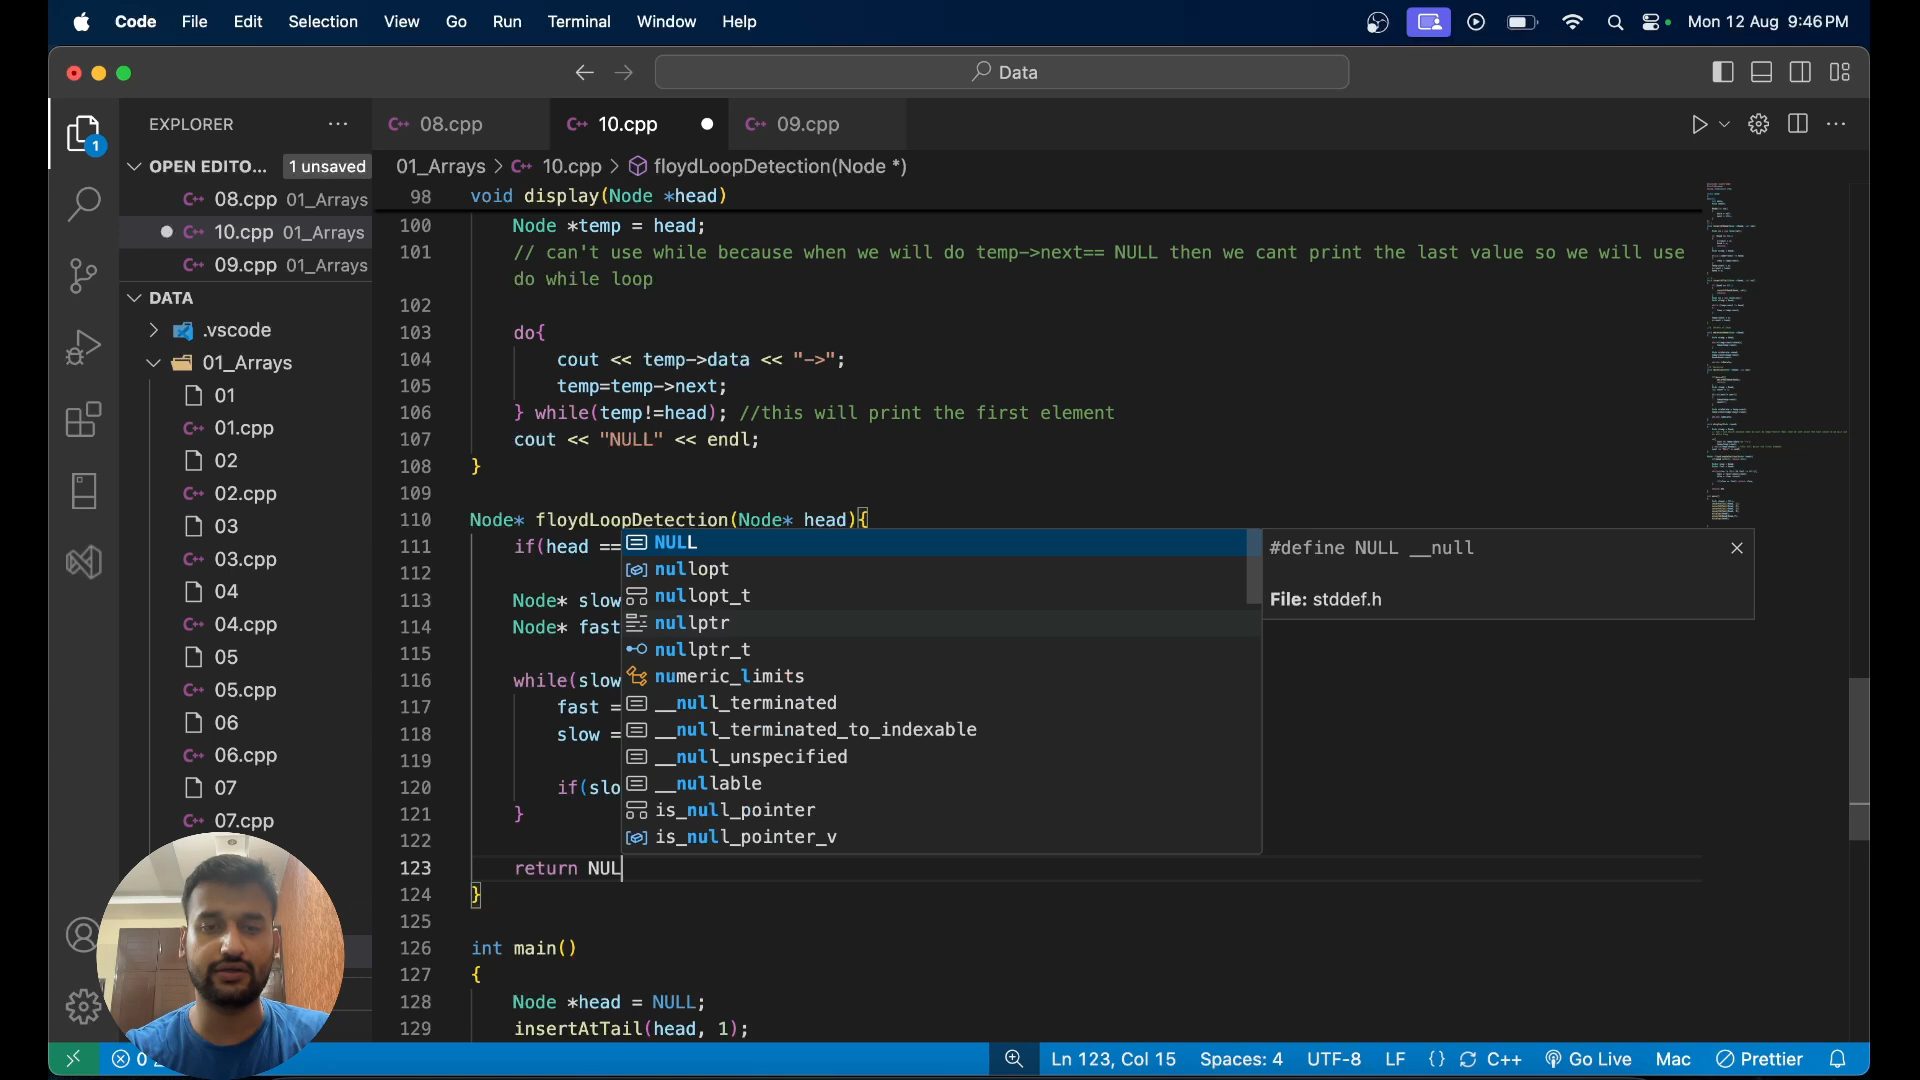 Code File Edit Selection View Go Run Terminal Window Help Mon 12 Aug 9:46 PM
Data
EXPLORER
OPEN EDITO... 1 unsaved
C++ 08.cpp 01_Arrays
C++ 10.cpp 01_Arrays
C++ 09.cpp 01_Arrays
DATA
.vscode
01_Arrays
01
C++ 01.cpp
02
C++ 02.cpp
03
C++ 03.cpp
04
C++ 04.cpp
05
C++ 05.cpp
06
C++ 06.cpp
07
C++ 07.cpp
1
C++ 08.cpp C++ 10.cpp C++ 09.cpp
01_Arrays > C++ 10.cpp > floydLoopDetection(Node *)
98 void display(Node *head)
100 Node *temp = head;
101 // can't use while because when we will do temp->next== NULL then we cant print the last value so we will use
do while loop
102
103 do{
104 cout << temp->data << "->";
105 temp=temp->next;
106 } while(temp!=head); //this will print the first element
107 cout << "NULL" << endl;
108 }
109
110 Node* floydLoopDetection(Node* head){
111 if(head ==
112
113 Node* slow
114 Node* fast
115
116 while(slow
117 fast =
118 slow =
119
120 if(slo
121 }
122
123 return NUL
124 }
125
126 int main()
127 {
128 Node *head = NULL;
129 insertAtTail(head, 1);
NULL
nullopt
nullopt_t
nullptr
nullptr_t
numeric_limits
__null_terminated
__null_terminated_to_indexable
__null_unspecified
__nullable
is_null_pointer
is_null_pointer_v
#define NULL __null
File: stddef.h
0 Ln 123, Col 15 Spaces: 4 UTF-8 LF {} C++ Go Live Mac Prettier